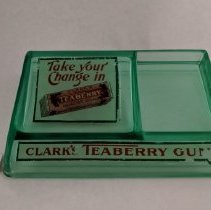 Take your
Change in
TEABERRY
CLARK'S TEABERRY GUM